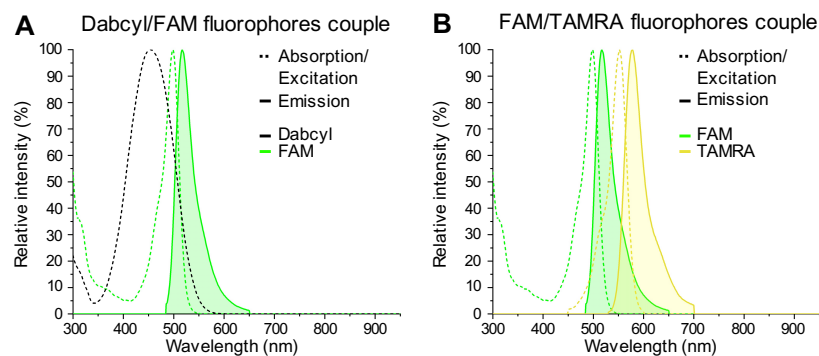 A
Dabcyl/FAM fluorophores couple
Relative intensity (%)
100
90
80
70
60
50
40
30
20
10
0
300
400
500
600
700
800
900
Wavelength (nm)
Absorption/
Excitation
Emission
Dabcyl
FAM
B
FAM/TAMRA fluorophores couple
Relative intensity (%)
100
90
80
70
60
50
40
30
20
10
0
300
400
500
600
700
800
900
Wavelength (nm)
Absorption/
Excitation
Emission
FAM
TAMRA